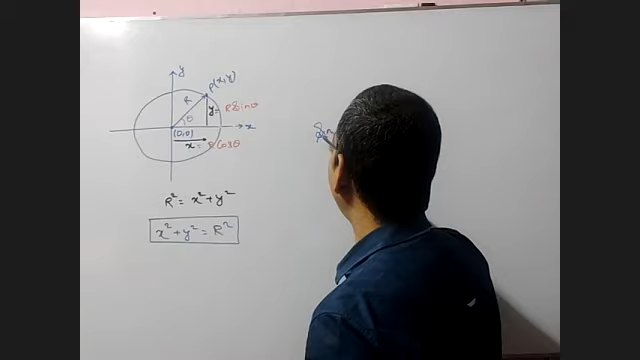 y
P(x,y)
R
y = R Sinθ
θ
x
(0,0)
x = R Cosθ
R² = x² + y²
x² + y² = R²